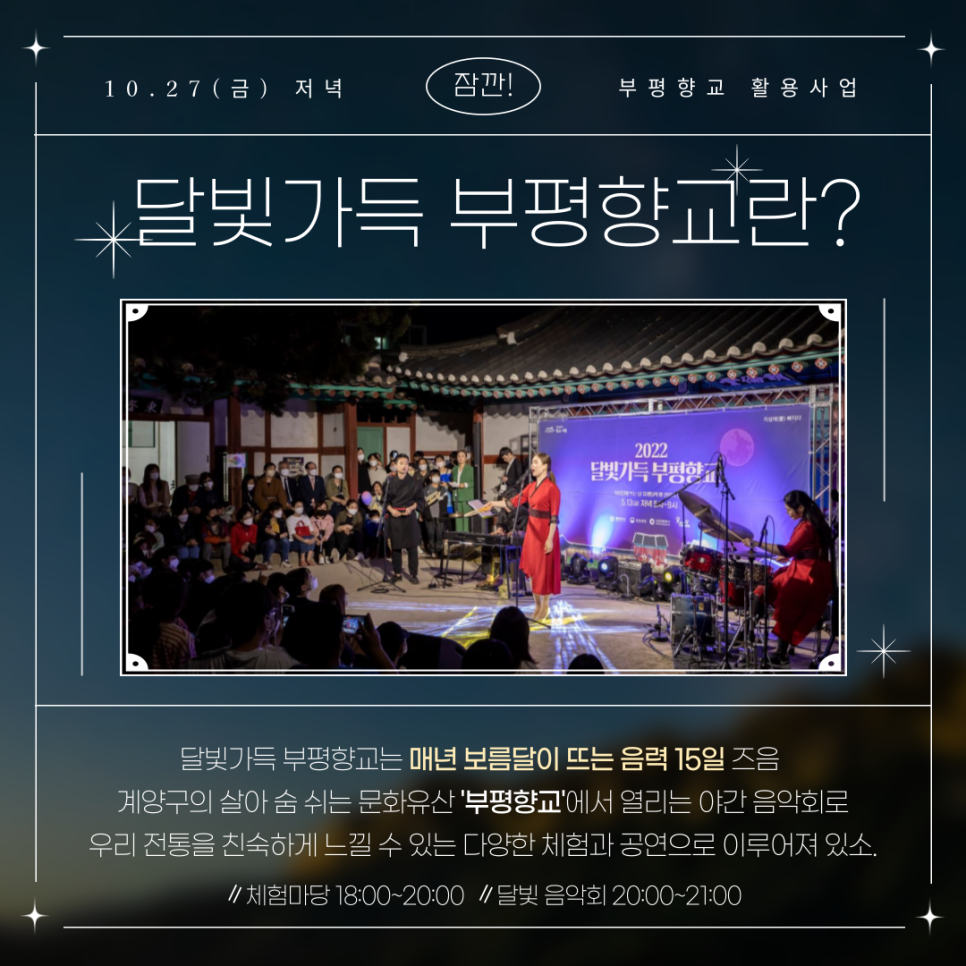 10.27(금) 저녁
잠깐!
부평향교 활용사업
달빛가득 부평향교란?
2022
달빛가득 부평향교
달빛가득 부평향교는 매년 보름달이 뜨는 음력 15일 즈음
계양구의 살아 숨 쉬는 문화유산 '부평향교'에서 열리는 야간 음악회로
우리 전통을 친숙하게 느낄 수 있는 다양한 체험과 공연으로 이루어져 있소.
// 체험마당 18:00~20:00 // 달빛 음악회 20:00~21:00